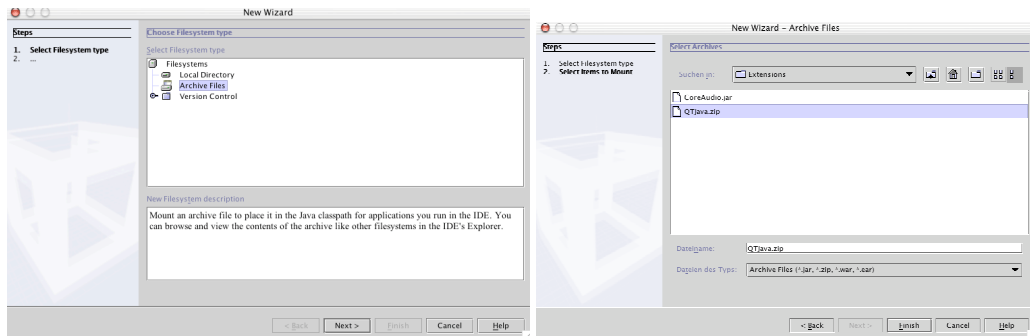 New Wizard
Steps
1. Select Filesystem type
2. ...
Choose Filesystem type
Select Filesystem type
Filesystems
Local Directory
Archive Files
Version Control
New Filesystem description
Mount an archive file to place it in the Java classpath for applications you run in the IDE. You
can browse and view the contents of the archive like other filesystems in the IDE's Explorer.
< Back
Next >
Finish
Cancel
Help
New Wizard - Archive Files
Steps
1. Select Filesystem type
2. Select Items to Mount
Select Archives
Suchen in:
Extensions
CoreAudio.jar
QTJava.zip
Dateiname:
QTJava.zip
Dateien des Typs:
Archive Files (*.jar, *.zip, *.war, *.ear)
< Back
Next >
Finish
Cancel
Help